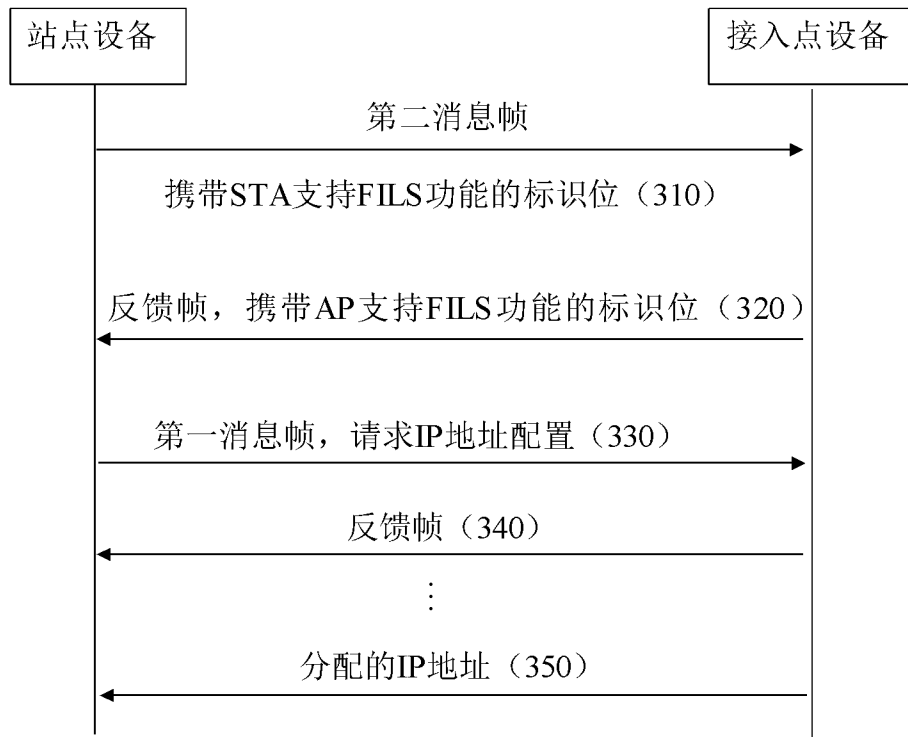 站点设备
接入点设备
第二消息帧
携带STA支持FILS功能的标识位（310）
反馈帧，携带AP支持FILS功能的标识位（320）
第一消息帧，请求IP地址配置（330）
反馈帧（340）
⋮
分配的IP地址（350）